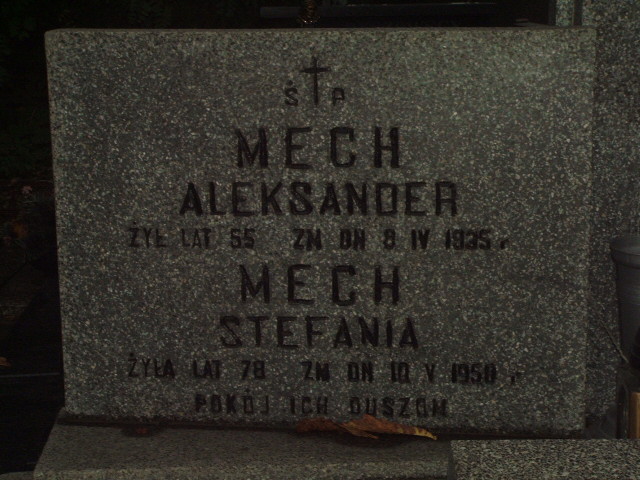 Ś P
MECH
ALEKSANDER
ŻYŁ LAT 55 ZM DN 8 IV 1935 r
MECH
STEFANIA
ŻYŁA LAT 78 ZM DN 10 V 1958 r
POKÓJ ICH DUSZOM